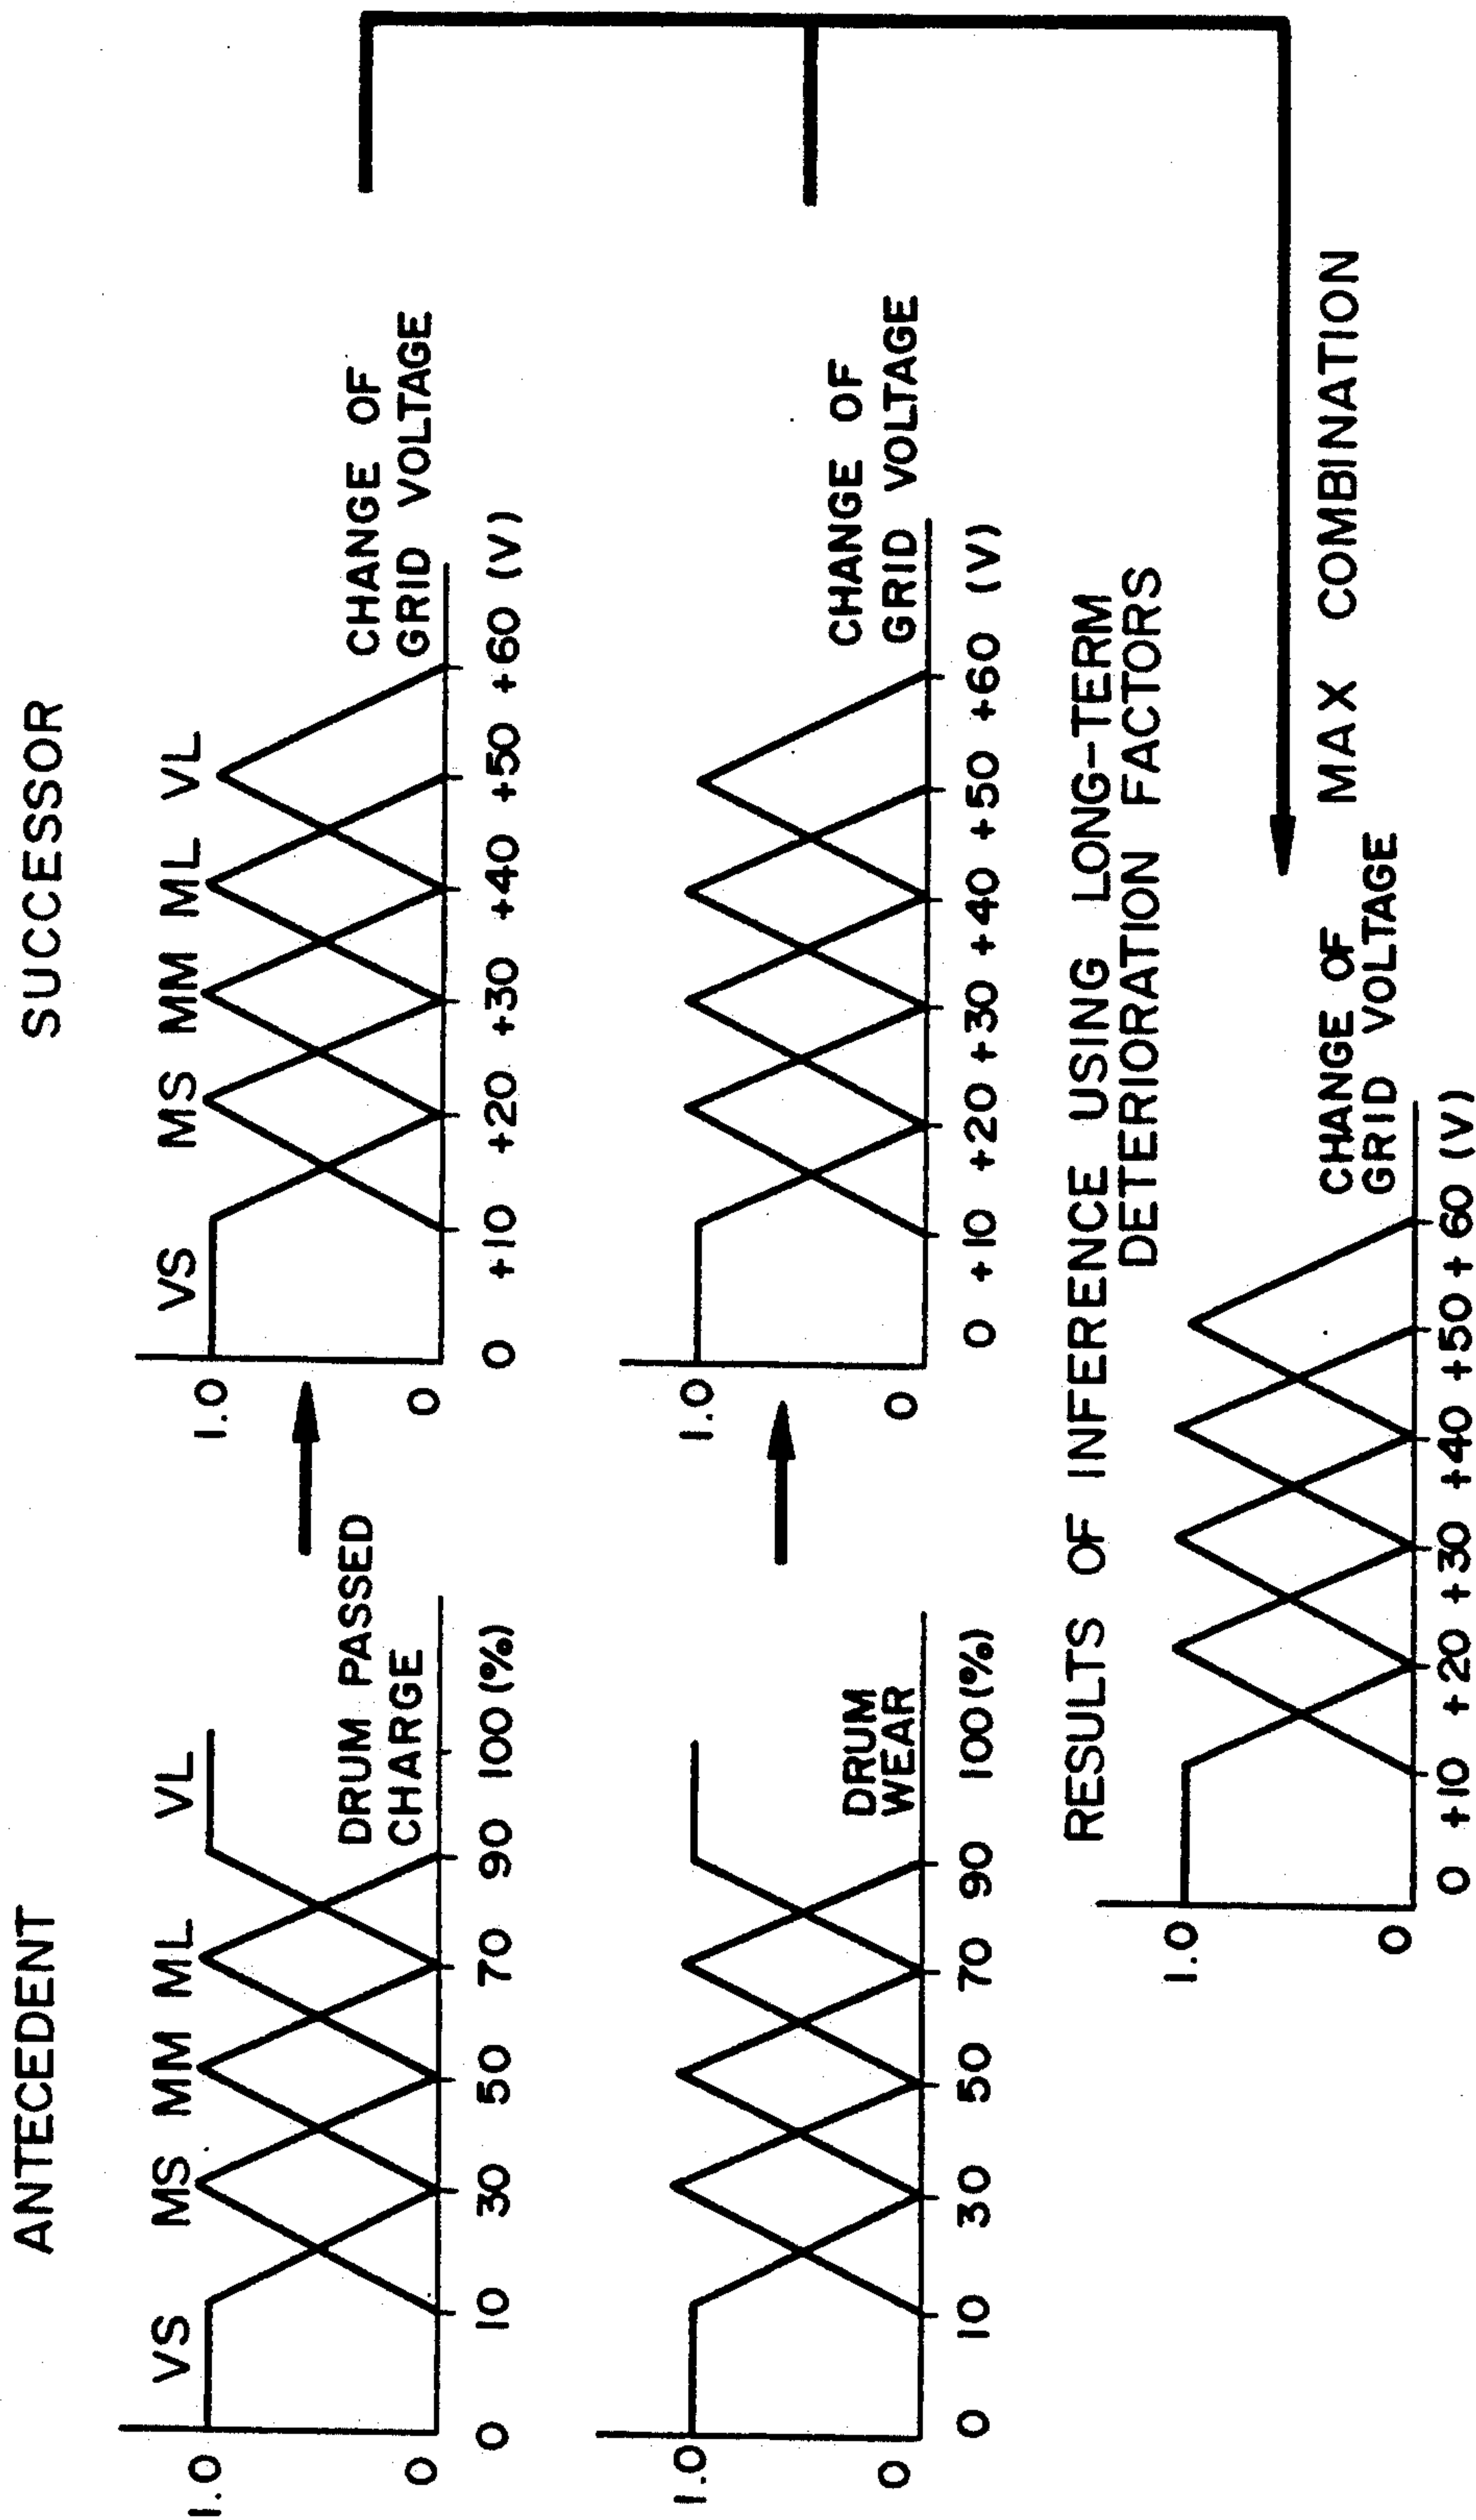 ANTECEDENT
SUCCESSOR
VS MS MM ML VL
1.0
0
0 10 30 50 70 90 100 (%)
DRUM PASSED
CHARGE
VS MS MM ML VL
1.0
0
0 +10 +20 +30 +40 +50 +60 (V)
CHANGE OF
GRID VOLTAGE
1.0
0
0 10 30 50 70 90 100 (%)
DRUM
WEAR
1.0
0
0 +10 +20 +30 +40 +50 +60 (V)
CHANGE OF
GRID VOLTAGE
RESULTS OF INFERENCE USING LONG-TERM
DETERIORATION FACTORS
1.0
0
0 +10 +20 +30 +40 +50 +60 (V)
CHANGE OF
GRID VOLTAGE
MAX COMBINATION